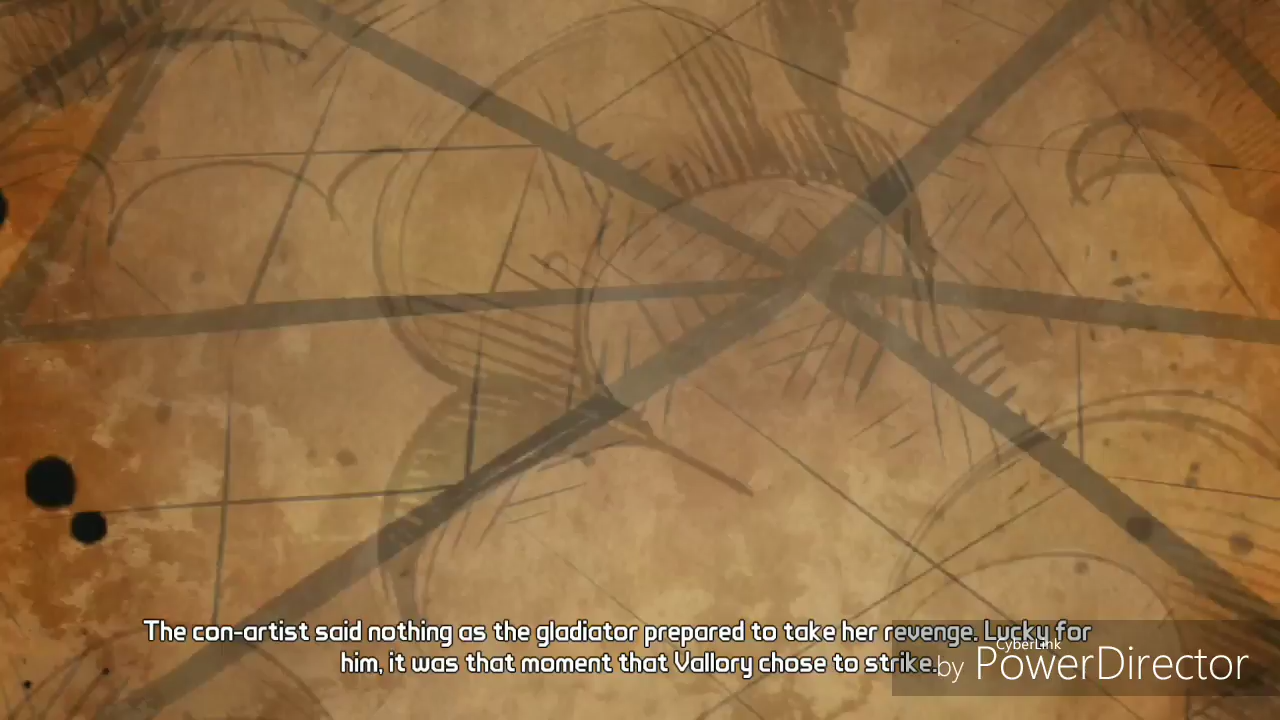 The con-artist said nothing as the gladiator prepared to take her revenge. Lucky for
him, it was that moment that Vallory chose to strike.
CyberLink
by PowerDirector